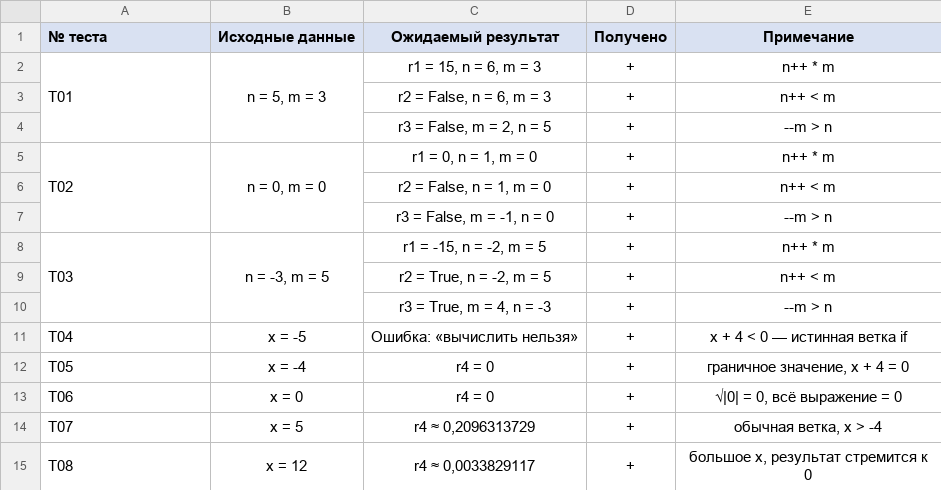 A B C D E
1 № теста Исходные данные Ожидаемый результат Получено Примечание
2 r1 = 15, n = 6, m = 3 + n++ * m
3 T01 n = 5, m = 3 r2 = False, n = 6, m = 3 + n++ < m
4 r3 = False, m = 2, n = 5 + --m > n
5 r1 = 0, n = 1, m = 0 + n++ * m
6 T02 n = 0, m = 0 r2 = False, n = 1, m = 0 + n++ < m
7 r3 = False, m = -1, n = 0 + --m > n
8 r1 = -15, n = -2, m = 5 + n++ * m
9 T03 n = -3, m = 5 r2 = True, n = -2, m = 5 + n++ < m
10 r3 = True, m = 4, n = -3 + --m > n
11 T04 x = -5 Ошибка: «вычислить нельзя» + x + 4 < 0 — истинная ветка if
12 T05 x = -4 r4 = 0 + граничное значение, x + 4 = 0
13 T06 x = 0 r4 = 0 + √|0| = 0, всё выражение = 0
14 T07 x = 5 r4 ≈ 0,2096313729 + обычная ветка, x > -4
15 T08 x = 12 r4 ≈ 0,0033829117 + большое x, результат стремится к
0